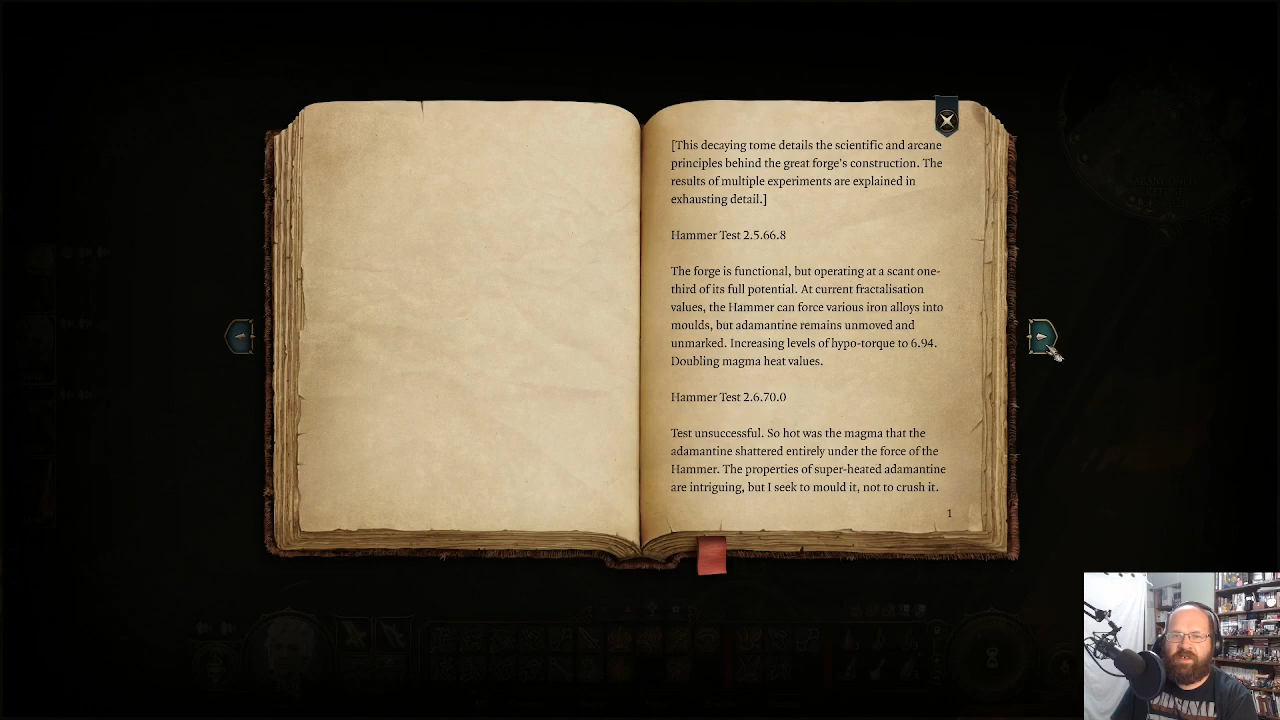 [This decaying tome details the scientific and arcane
principles behind the great forge's construction. The
results of multiple experiments are explained in
exhausting detail.]
Hammer Test 2.5.66.8
The forge is functional, but operating at a scant one-
third of its full potential. At current fractalisation
values, the Hammer can force various iron alloys into
moulds, but adamantine remains unmoved and
unmarked. Increasing levels of hypo-torque to 6.94.
Doubling magma heat values.
Hammer Test 2.6.70.0
Test unsuccessful. So hot was the magma that the
adamantine shattered entirely under the force of the
Hammer. The properties of super-heated adamantine
are intriguing, but I seek to mould it, not to crush it.
1